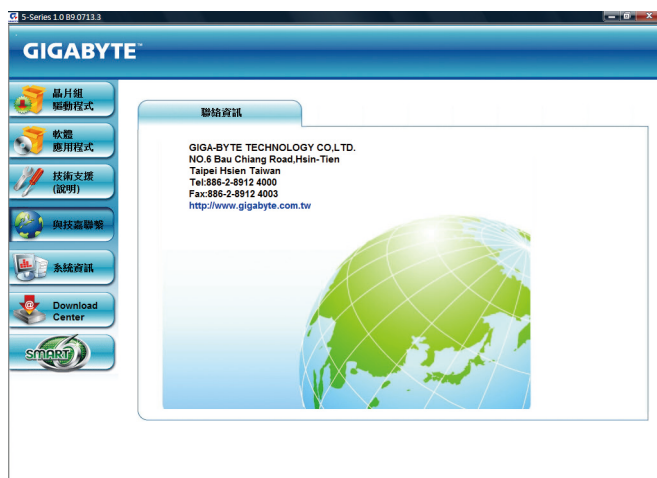 5-Series 1.0 B9.0713.3
GIGABYTE™
晶片組
驅動程式
軟體
應用程式
技術支援
(說明)
與技嘉聯繫
系統資訊
Download
Center
SMART 6
聯絡資訊
GIGA-BYTE TECHNOLOGY CO,LTD.
NO.6 Bau Chiang Road,Hsin-Tien
Taipei Hsien Taiwan
Tel:886-2-8912 4000
Fax:886-2-8912 4003
http://www.gigabyte.com.tw